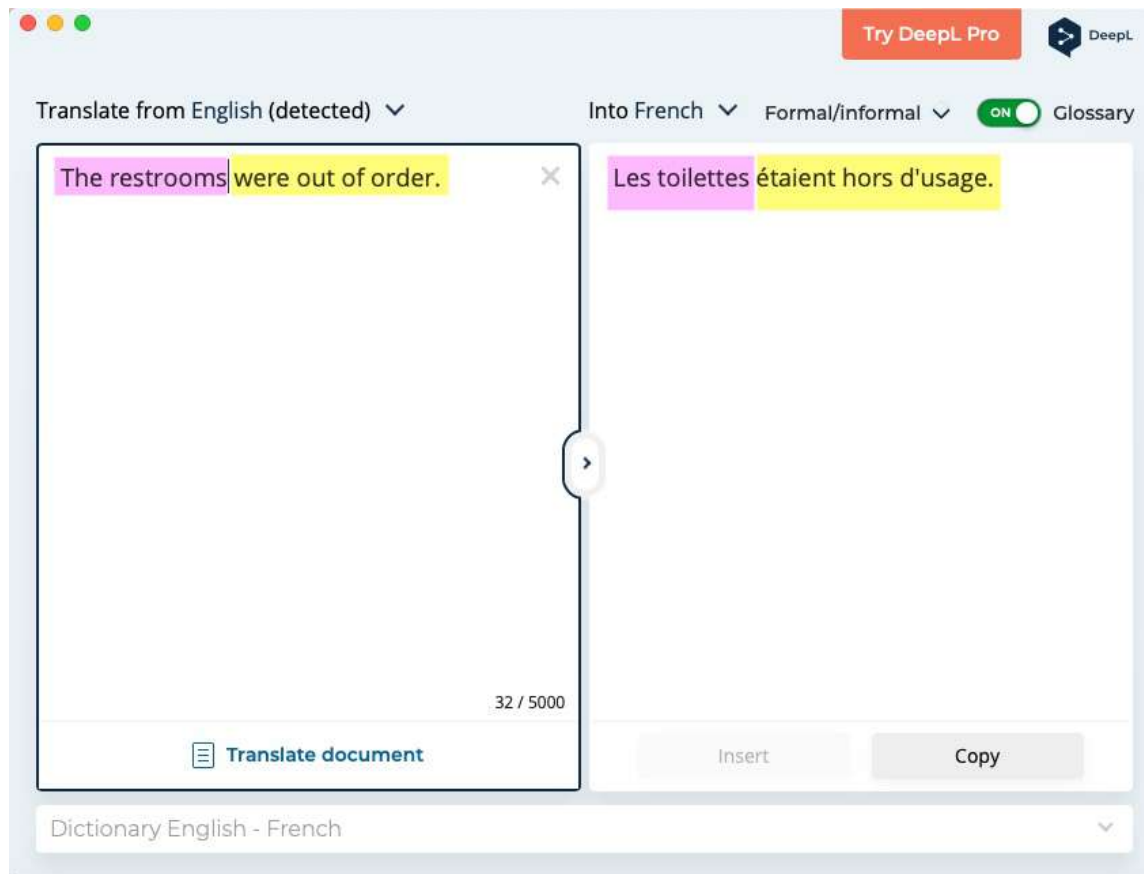 Try DeepL Pro
DeepL
Translate from English (detected)
Into French
Formal/informal
ON
Glossary
The restrooms were out of order.
Les toilettes étaient hors d'usage.
32 / 5000
Translate document
Insert
Copy
Dictionary English - French